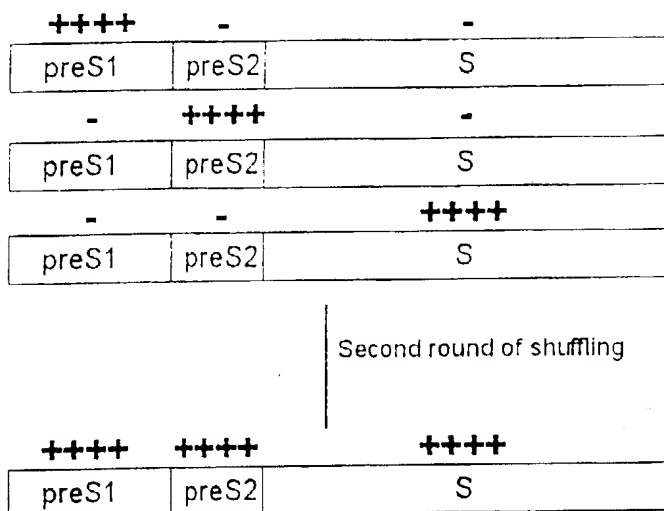 ++++ - -
preS1 preS2 S
- ++++ -
preS1 preS2 S
- - ++++
preS1 preS2 S
Second round of shuffling
++++ ++++ ++++
preS1 preS2 S